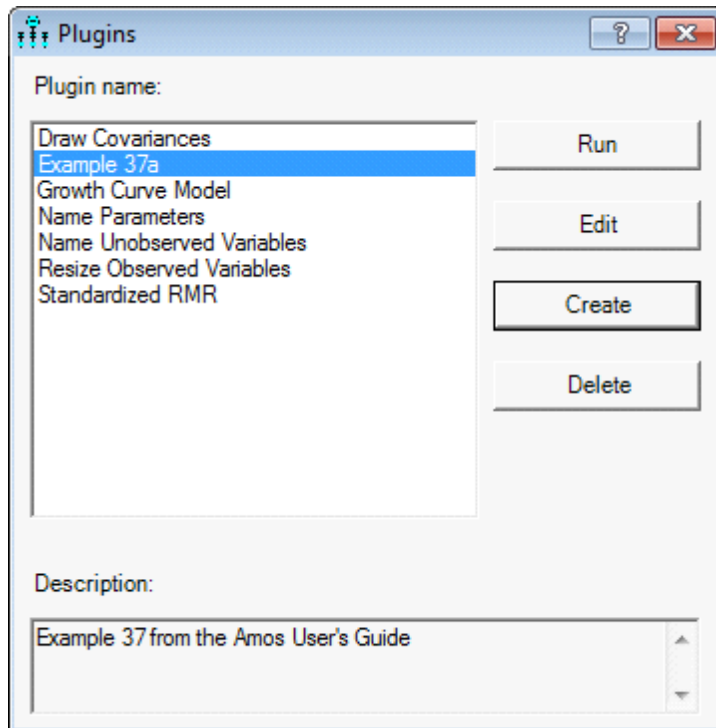 Plugins
Plugin name:
Draw Covariances
Example 37a
Growth Curve Model
Name Parameters
Name Unobserved Variables
Resize Observed Variables
Standardized RMR
Run
Edit
Create
Delete
Description:
Example 37 from the Amos User's Guide